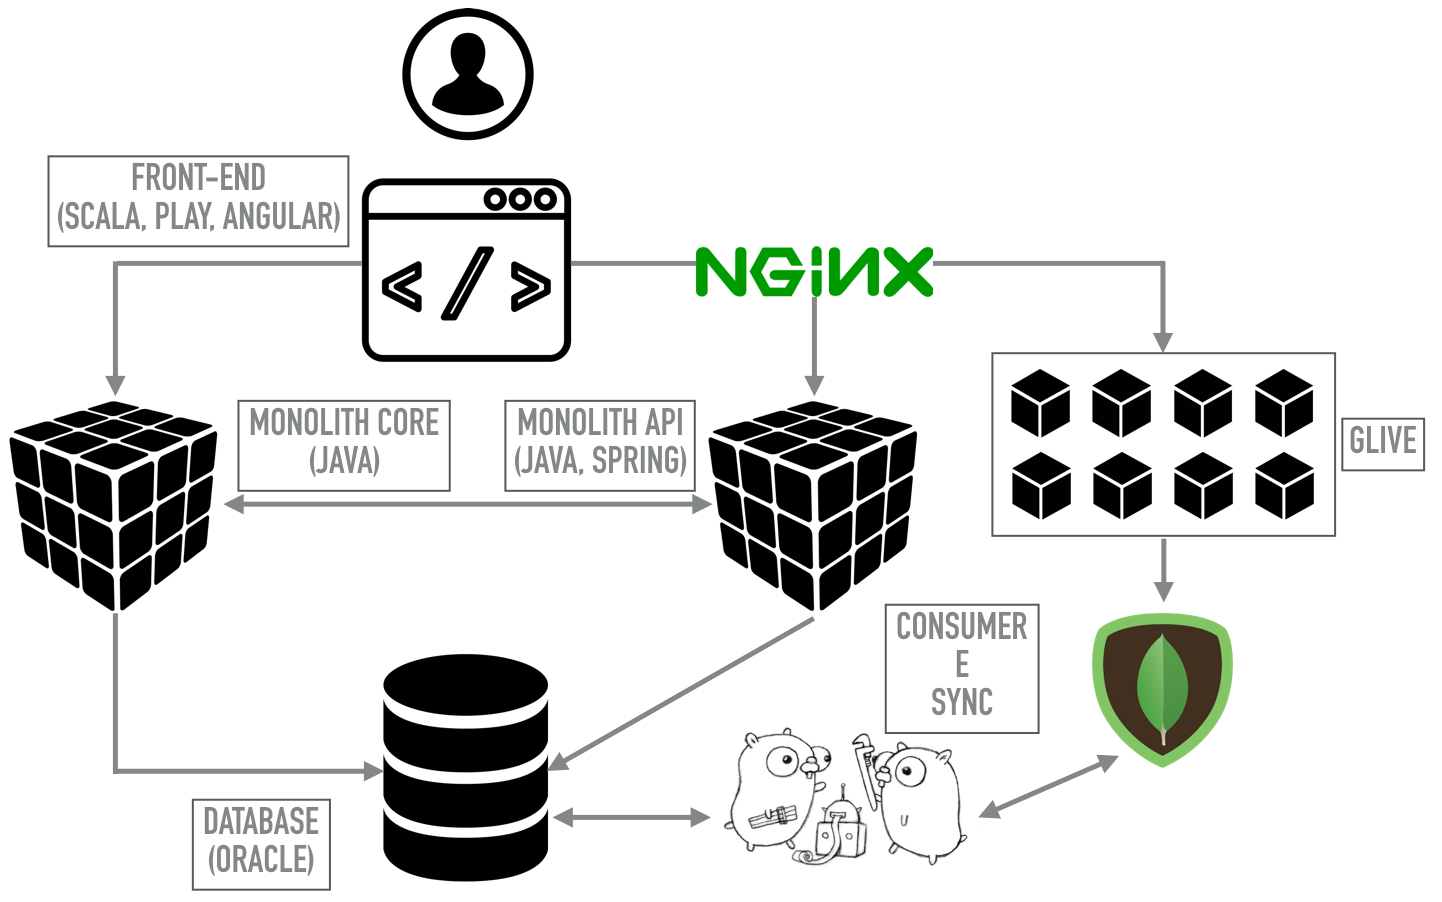 FRONT-END
(SCALA, PLAY, ANGULAR)
</>
NGINX
MONOLITH CORE
(JAVA)
MONOLITH API
(JAVA, SPRING)
GLIVE
CONSUMER
E
SYNC
DATABASE
(ORACLE)